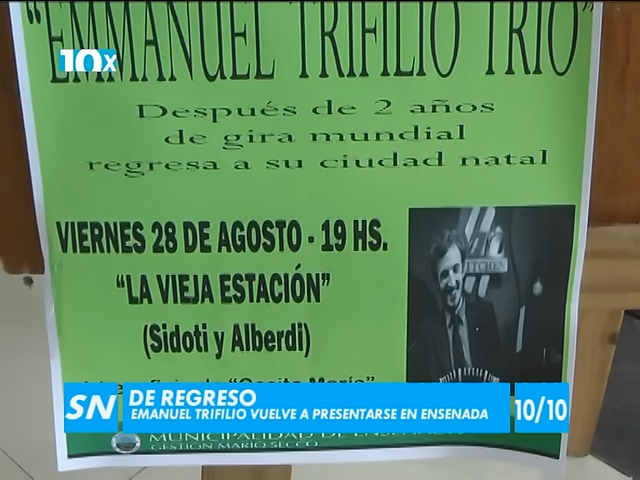 "EMMANUEL TRIFILIO TRIO"
10x
Después de 2 años
de gira mundial
regresa a su ciudad natal
VIERNES 28 DE AGOSTO - 19 HS.
"LA VIEJA ESTACIÓN"
(Sidoti y Alberdi)
SN
DE REGRESO
EMANUEL TRIFILIO VUELVE A PRESENTARSE EN ENSENADA
10/10
MUNICIPALIDAD DE
GESTION MARIO SECCO